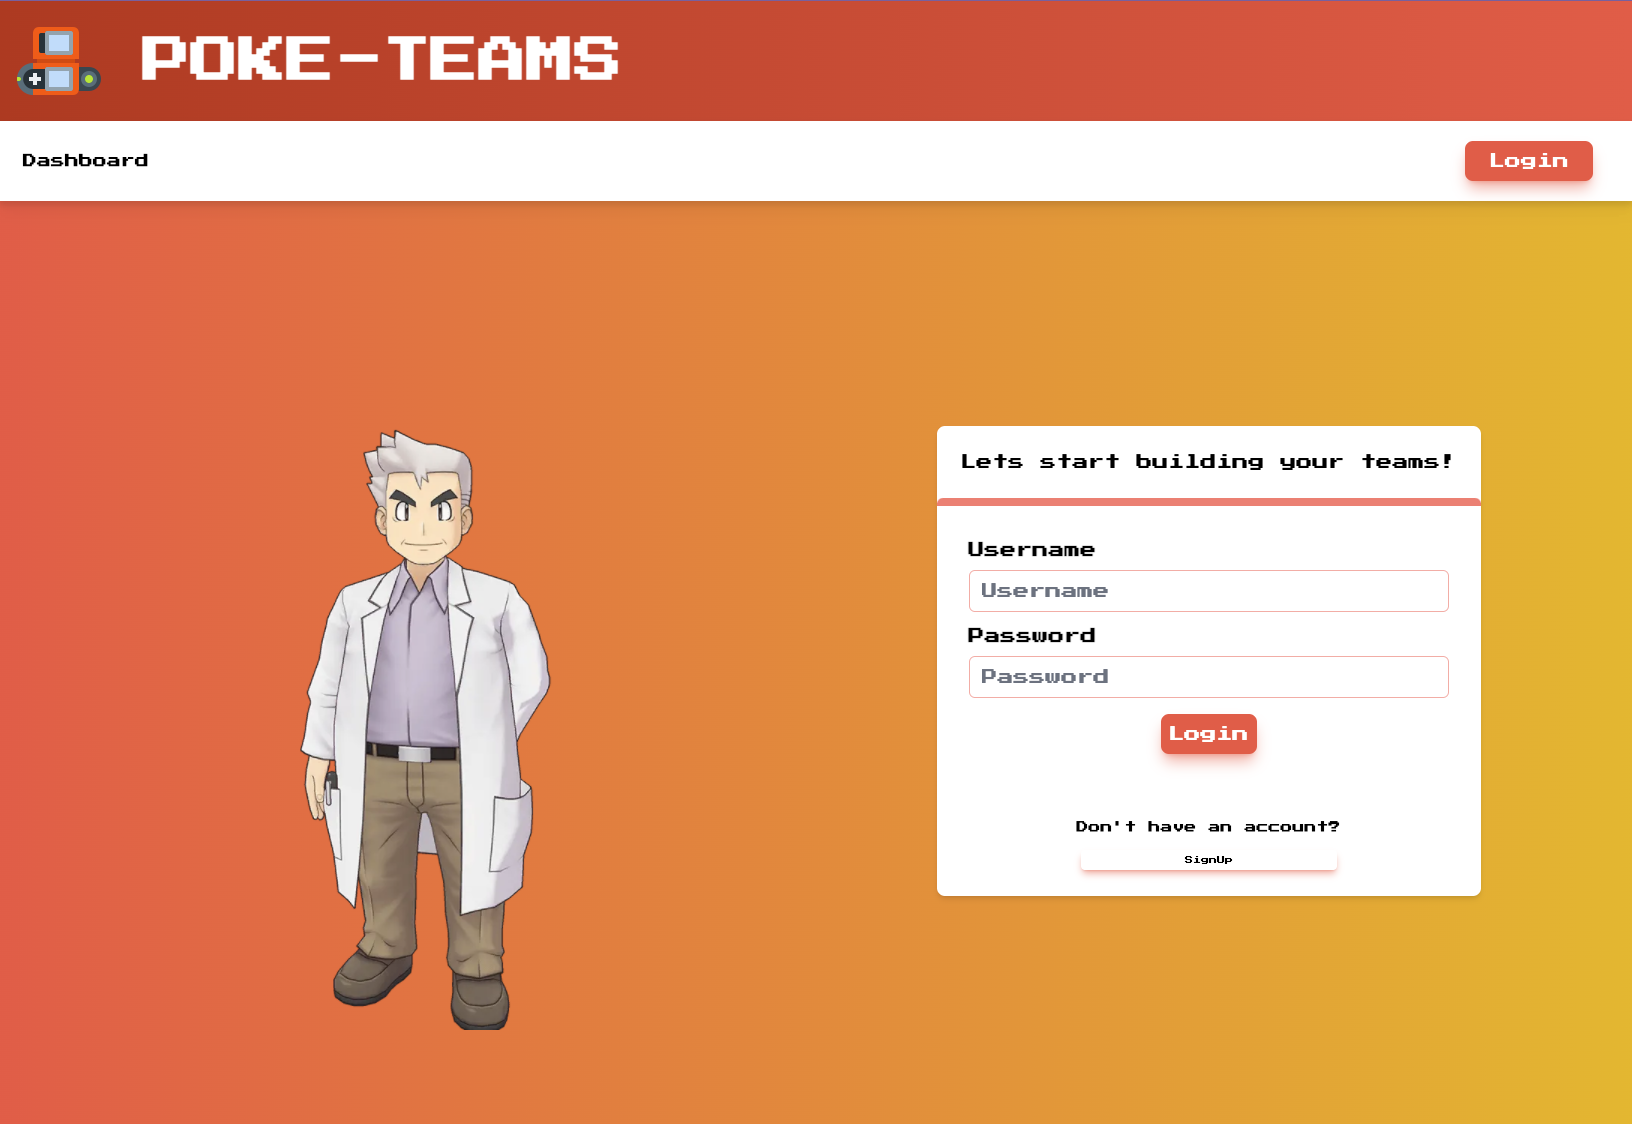 POKE-TEAMS
Dashboard
Login
Lets start building your teams!
Username
Username
Password
Password
Login
Don't have an account?
SignUp